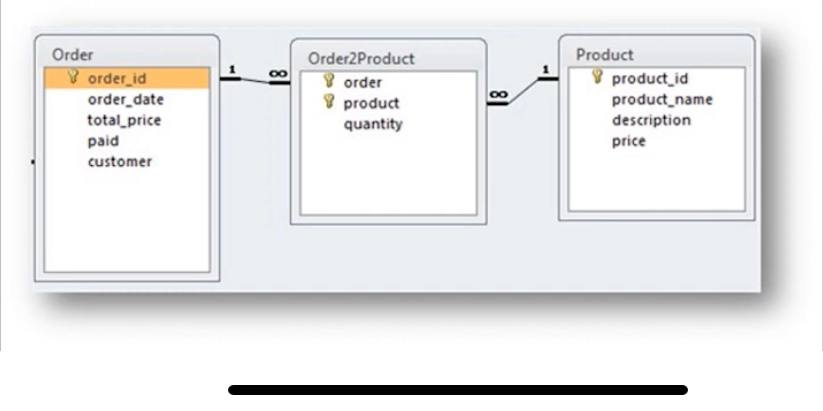 Order
order_id
order_date
total_price
paid
customer
1
∞
Order2Product
order
product
quantity
∞
1
Product
product_id
product_name
description
price